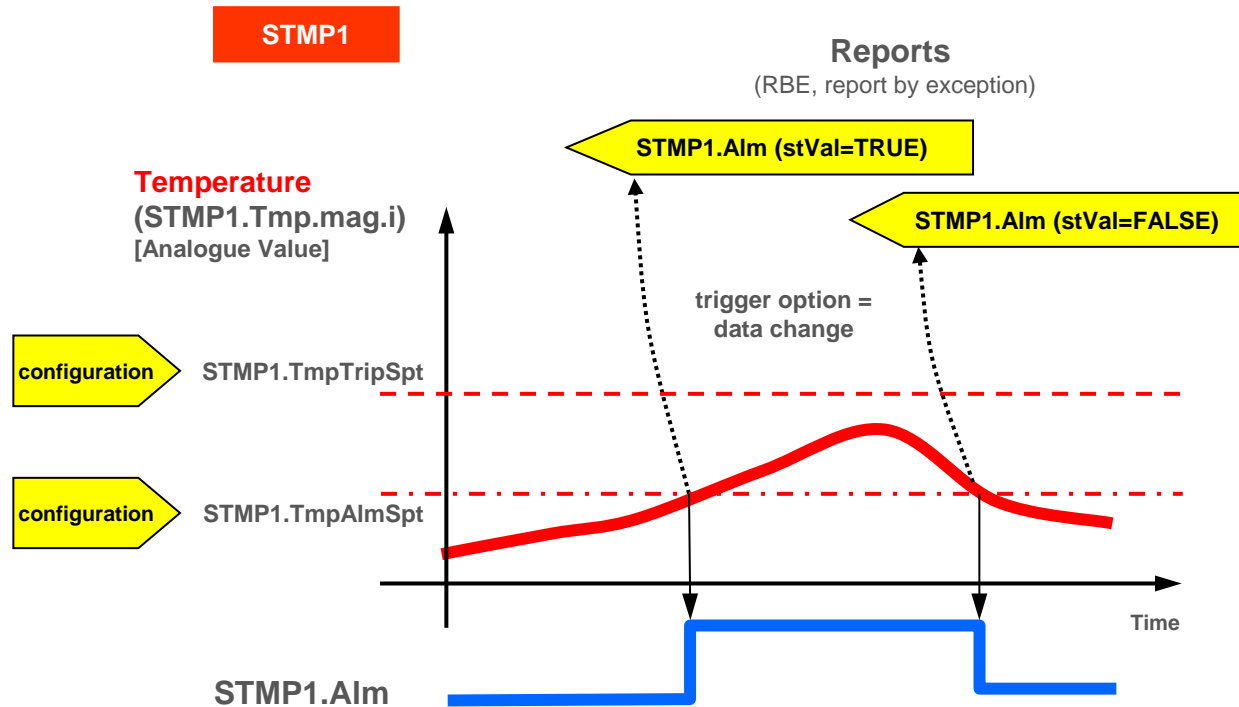 STMP1
Reports
(RBE, report by exception)
STMP1.Alm (stVal=TRUE)
Temperature
(STMP1.Tmp.mag.i)
[Analogue Value]
STMP1.Alm (stVal=FALSE)
trigger option =
data change
configuration
STMP1.TmpTripSpt
configuration
STMP1.TmpAlmSpt
Time
STMP1.Alm